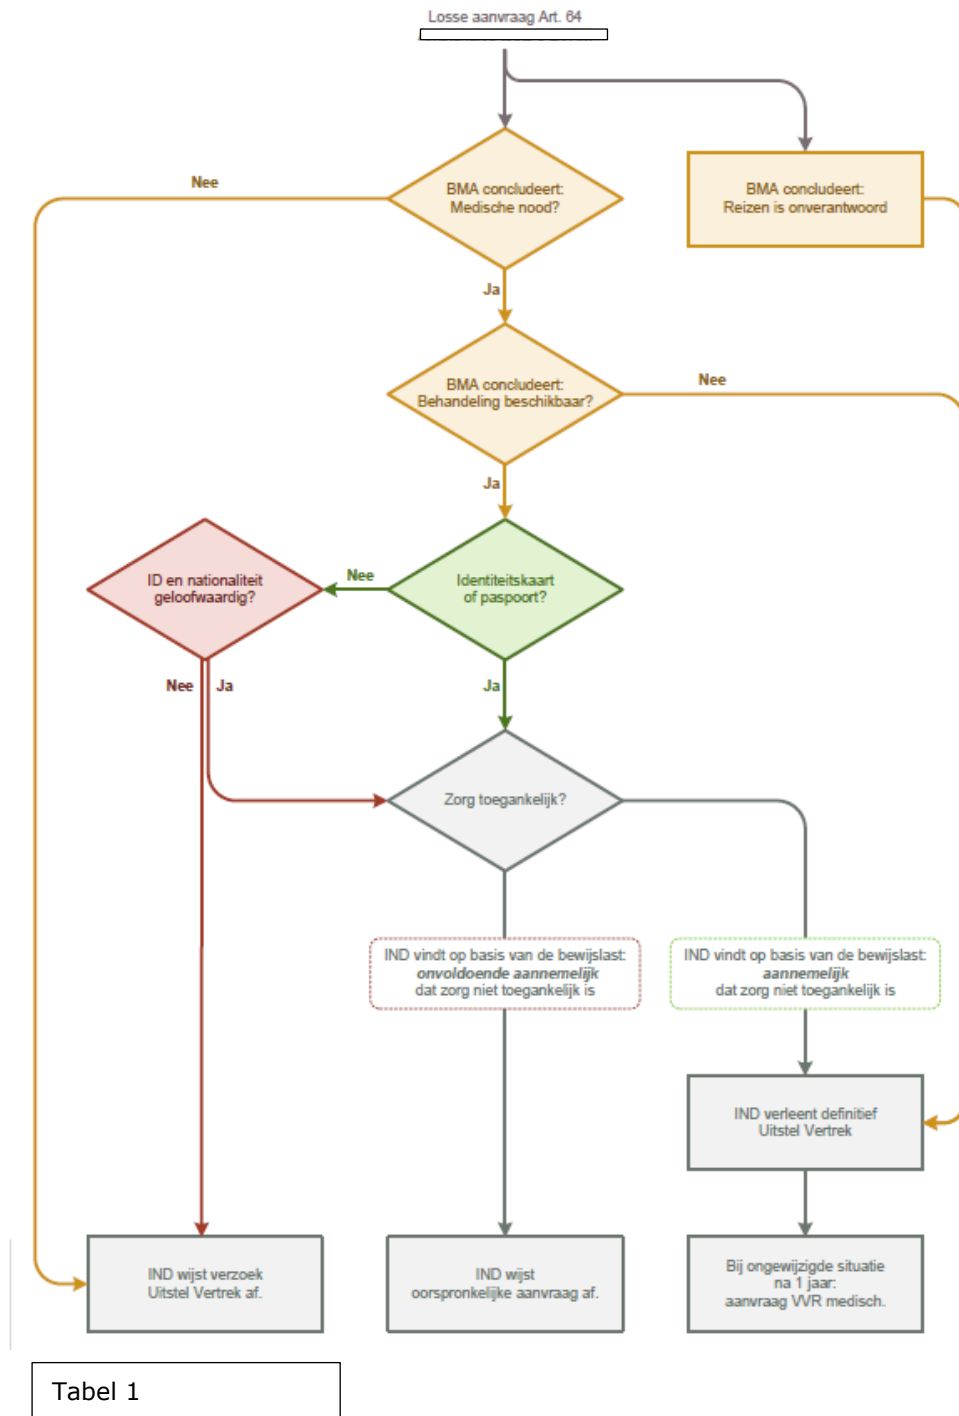 Losse aanvraag Art. 64
Nee
BMA concludeert:
Medische nood?
BMA concludeert:
Reizen is onverantwoord
Ja
BMA concludeert:
Behandeling beschikbaar?
Nee
Ja
ID en nationaliteit
geloofwaardig?
Nee
Identiteitskaart
of paspoort?
Nee
Ja
Ja
Zorg toegankelijk?
IND vindt op basis van de bewijslast:
onvoldoende aannemelijk
dat zorg niet toegankelijk is
IND vindt op basis van de bewijslast:
aannemelijk
dat zorg niet toegankelijk is
IND verleent definitief
Uitstel Vertrek
IND wijst verzoek
Uitstel Vertrek af.
IND wijst
oorspronkelijke aanvraag af.
Bij ongewijzigde situatie
na 1 jaar:
aanvraag VVR medisch.
Tabel 1